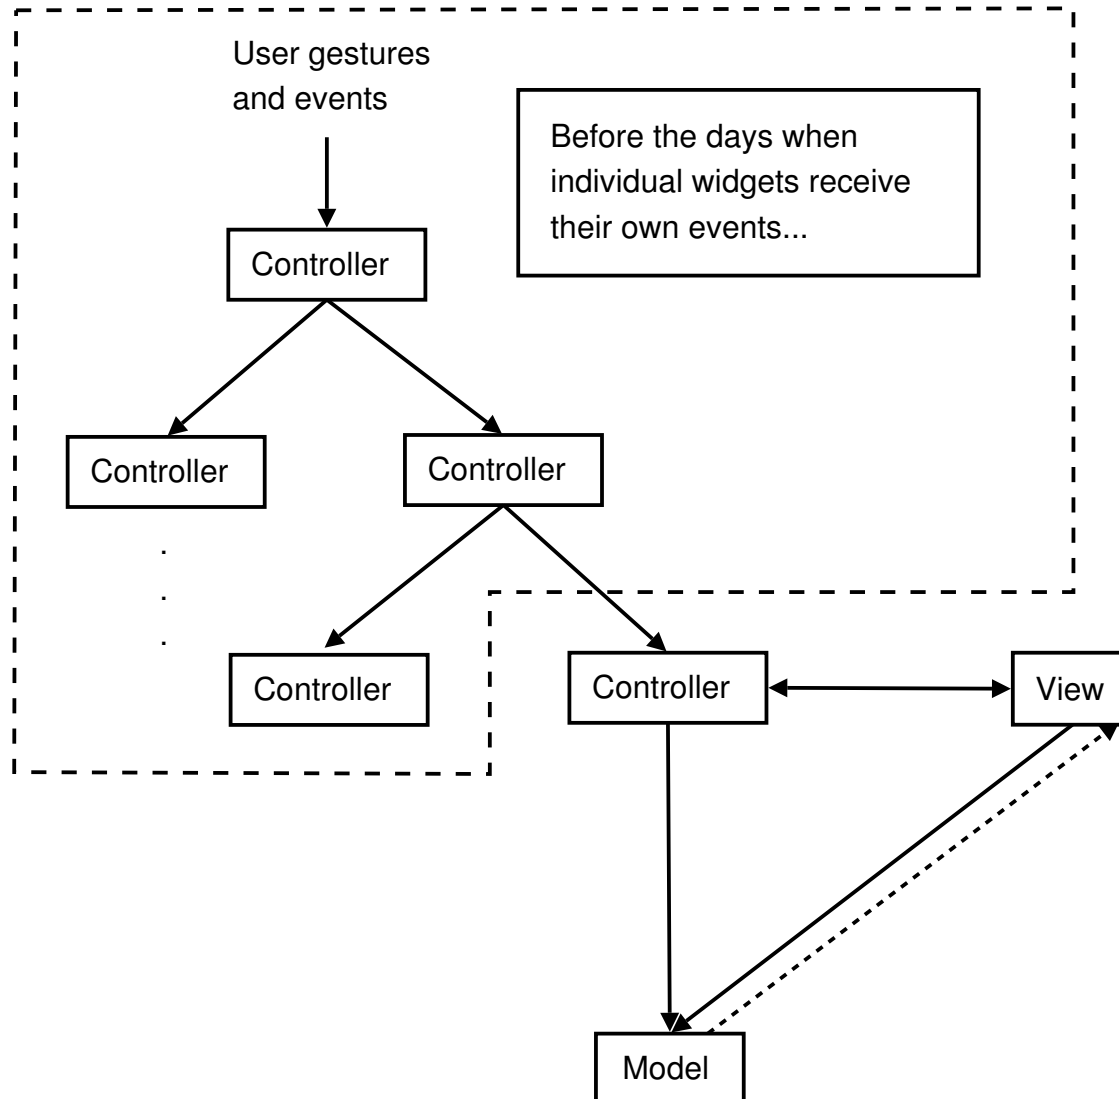 User gestures
and events
Before the days when
individual widgets receive
their own events...
Controller
Controller
Controller
.
.
.
Controller
Controller
View
Model